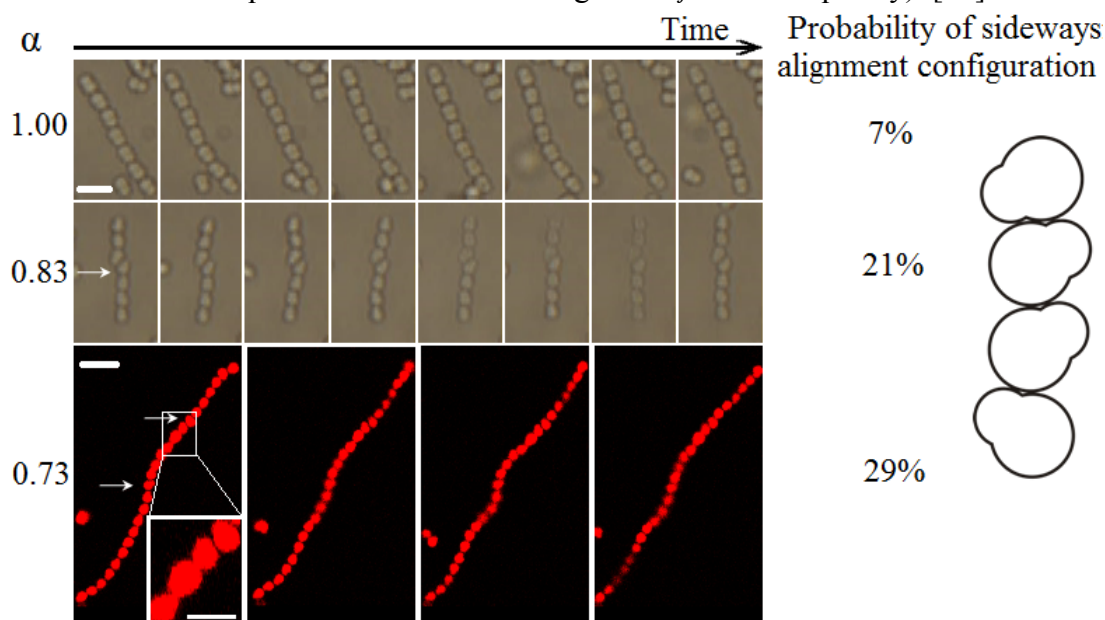 α
Time
Probability of sideways
alignment configuration
1.00
7%
0.83
21%
0.73
29%